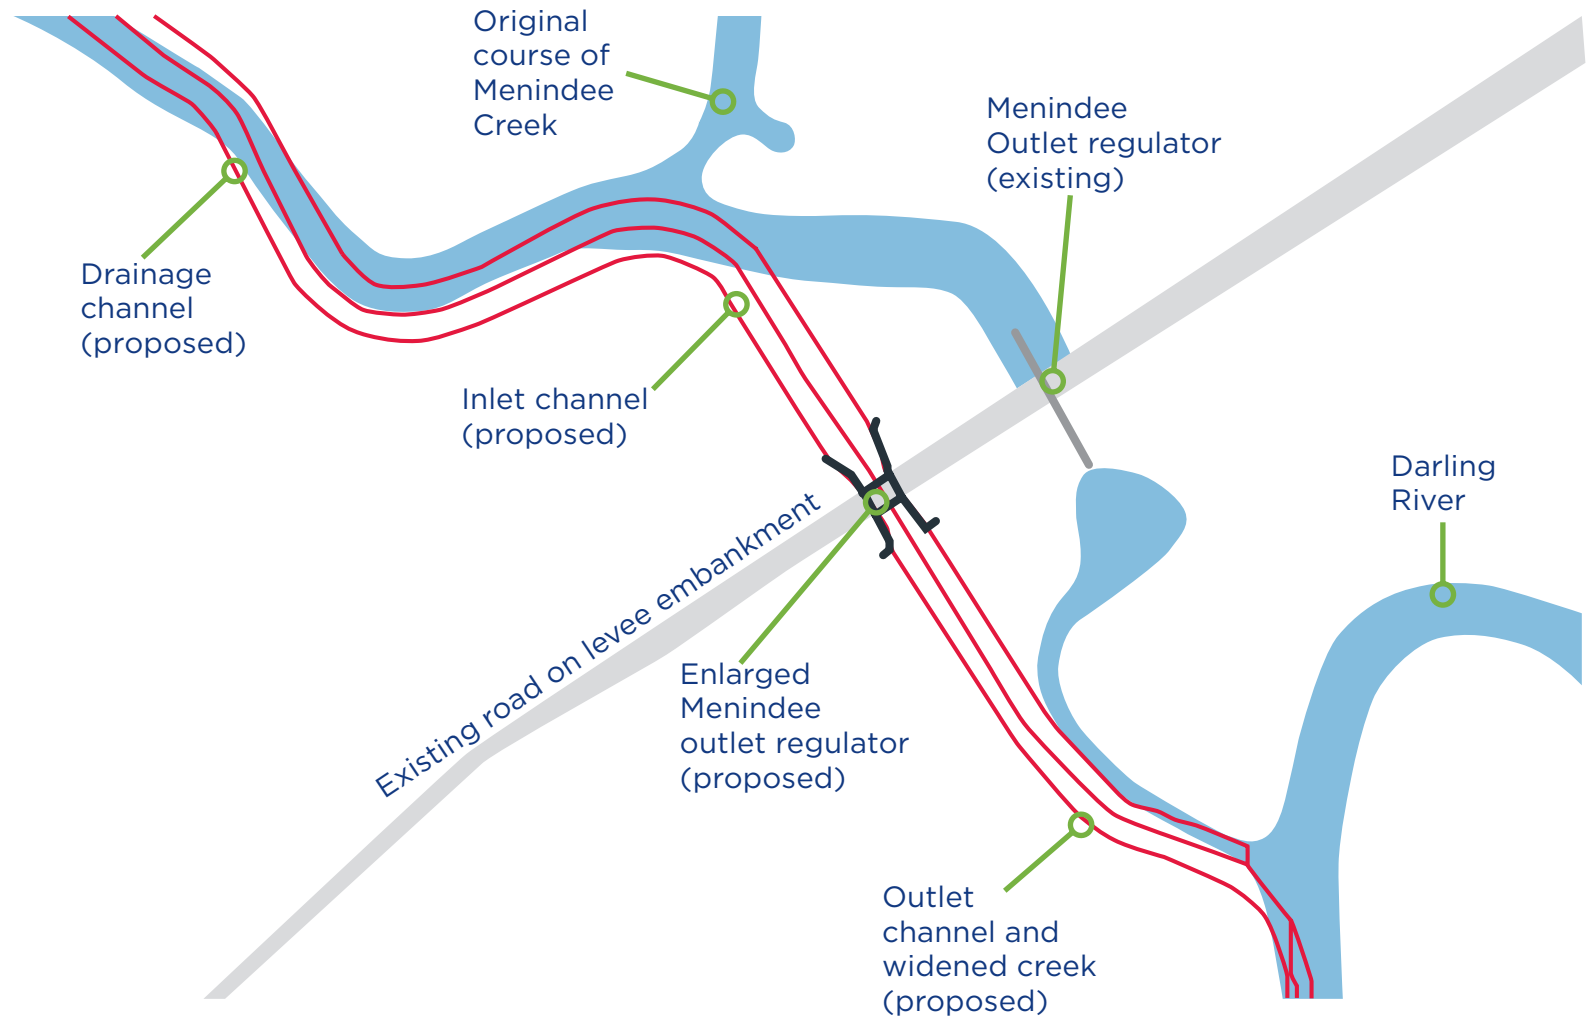 Original
course of
Menindee
Creek
Menindee
Outlet regulator
(existing)
Drainage
channel
(proposed)
Inlet channel
(proposed)
Darling
River
Existing road on levee embankment
Enlarged
Menindee
outlet regulator
(proposed)
Outlet
channel and
widened creek
(proposed)